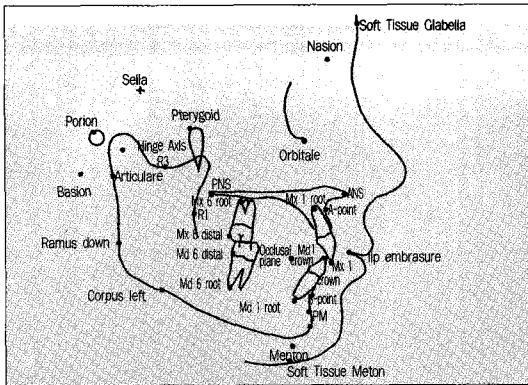 Soft Tissue Glabella
Nasion
Sella
Pterygoid
Porion
Hinge Axis
R3
Orbitale
Articulare
Basion
PNS
Mx 1 root
ANS
Mx 6 root
A-point
R1
Mx 6 distal
Ramus down
Md 6 distal
Occlusal
plane
Md1
crown
lip embrasure
Mx 1
crown
Md 6 root
Corpus left
Md 1 root
-point
PM
Menton
Soft Tissue Meton